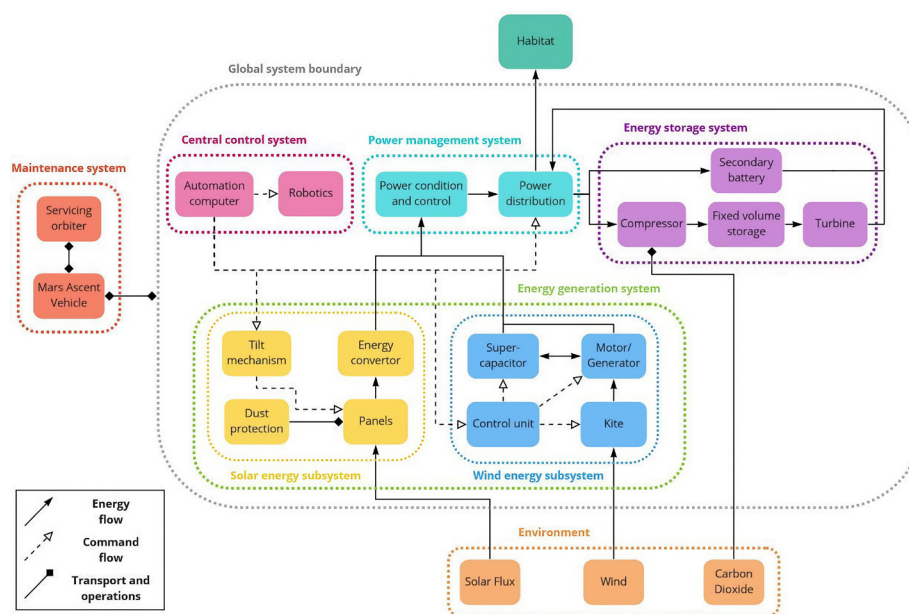 Habitat
Global system boundary
Central control system
Power management system
Energy storage system
Maintenance system
Automation
computer
Robotics
Power condition
and control
Power
distribution
Secondary
battery
Servicing
orbiter
Compressor
Fixed volume
storage
Turbine
Mars Ascent
Vehicle
Energy generation system
Tilt
mechanism
Energy
convertor
Super-
capacitor
Motor/
Generator
Dust
protection
Panels
Control unit
Kite
Solar energy subsystem
Wind energy subsystem
Energy
flow
Command
flow
Transport and
operations
Environment
Solar Flux
Wind
Carbon
Dioxide